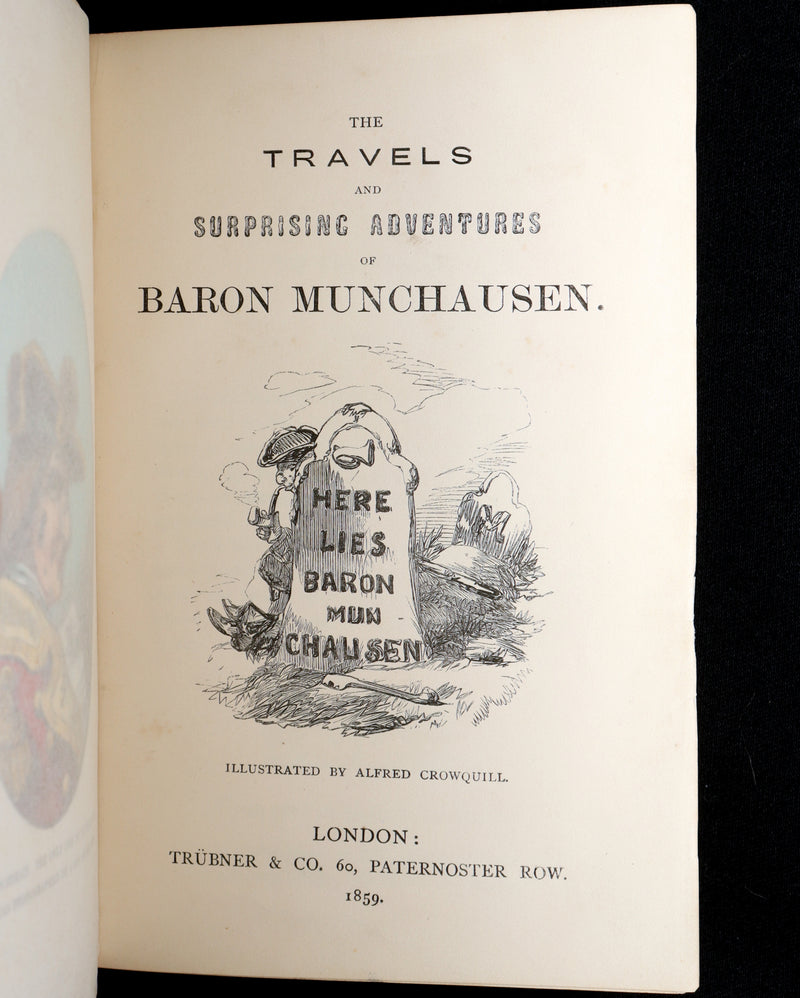 THE
TRAVELS
AND
SURPRISING ADVENTURES
OF
BARON MUNCHAUSEN.
HERE
LIES
BARON
MUN
CHAUSEN
ILLUSTRATED BY ALFRED CROWQUILL.
LONDON:
TRÜBNER & CO. 60, PATERNOSTER ROW.
1859.